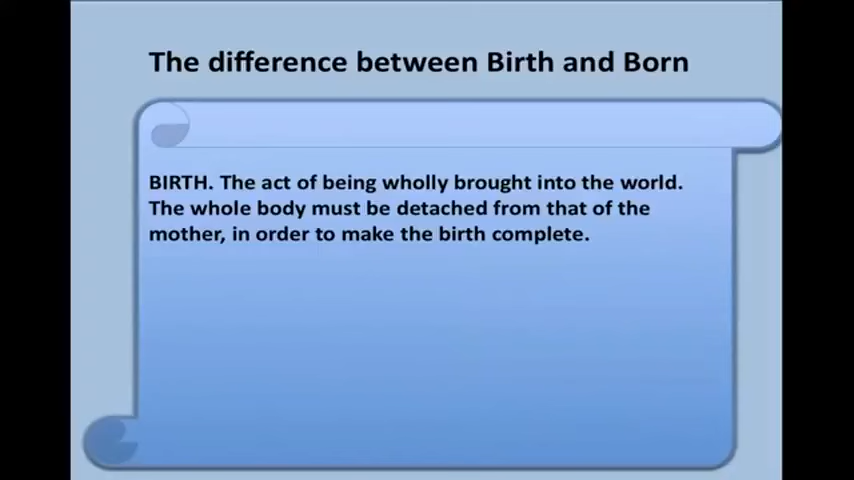 The difference between Birth and Born
BIRTH. The act of being wholly brought into the world.
The whole body must be detached from that of the
mother, in order to make the birth complete.